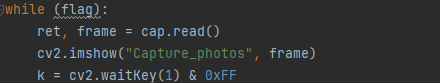 while (flag):
    ret, frame = cap.read()
    cv2.imshow("Capture_photos", frame)
    k = cv2.waitKey(1) & 0xFF